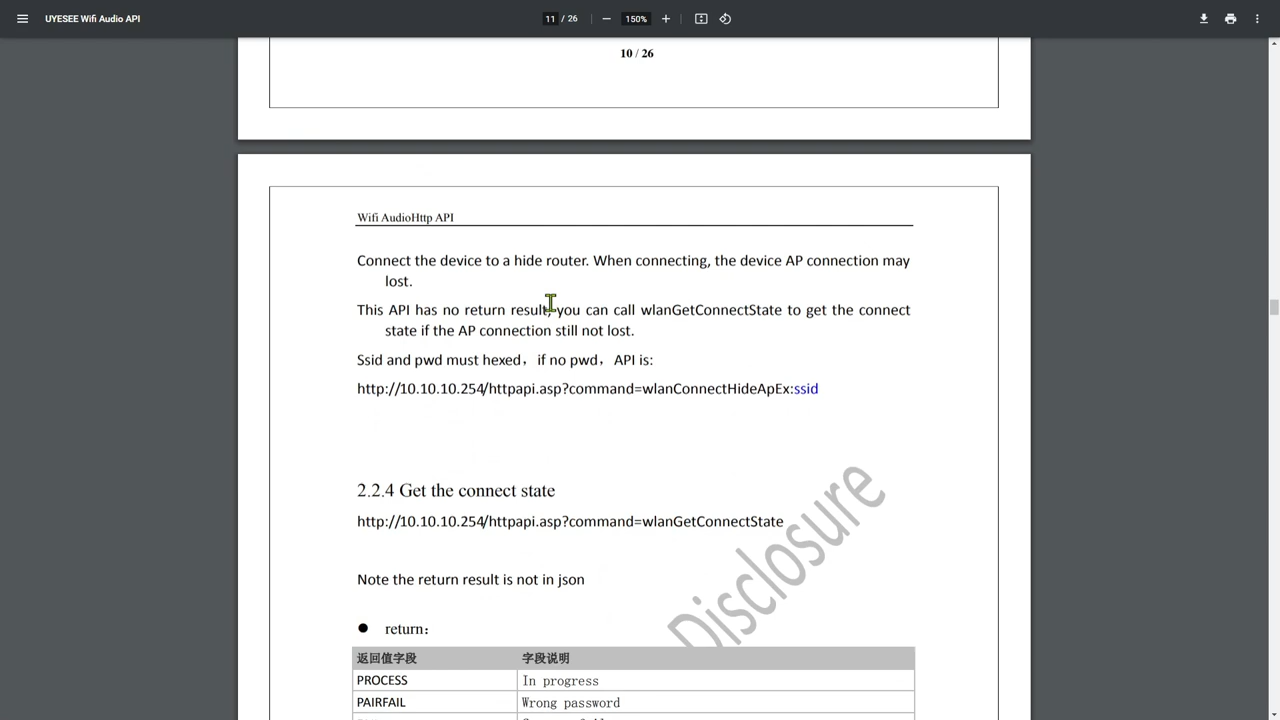 UYESEE Wifi Audio API
11 / 26
150%
10 / 26
Wifi AudioHttp API
Connect the device to a hide router. When connecting, the device AP connection may
lost.
This API has no return result, you can call wlanGetConnectState to get the connect
state if the AP connection still not lost.
Ssid and pwd must hexed，if no pwd，API is:
http://10.10.10.254/httpapi.asp?command=wlanConnectHideApEx:ssid
2.2.4 Get the connect state
http://10.10.10.254/httpapi.asp?command=wlanGetConnectState
Disclosure
Note the return result is not in json
● return：
返回值字段 字段说明
PROCESS In progress
PAIRFAIL Wrong password